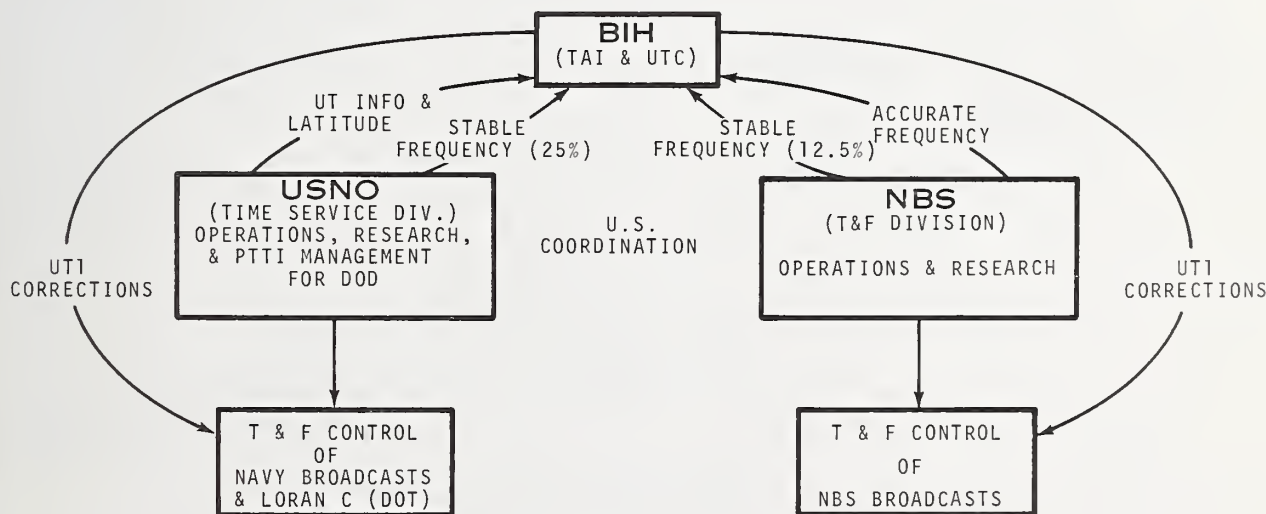 BIH
(TAI & UTC)
UT INFO &
LATITUDE
STABLE
FREQUENCY (25%)
STABLE
FREQUENCY (12.5%)
ACCURATE
FREQUENCY
USNO
(TIME SERVICE DIV.)
OPERATIONS, RESEARCH,
& PTTI MANAGEMENT
FOR DOD
U.S.
COORDINATION
NBS
(T&F DIVISION)
OPERATIONS & RESEARCH
UT1
CORRECTIONS
UT1
CORRECTIONS
T & F CONTROL
OF
NAVY BROADCASTS
& LORAN C (DOT)
T & F CONTROL
OF
NBS BROADCASTS